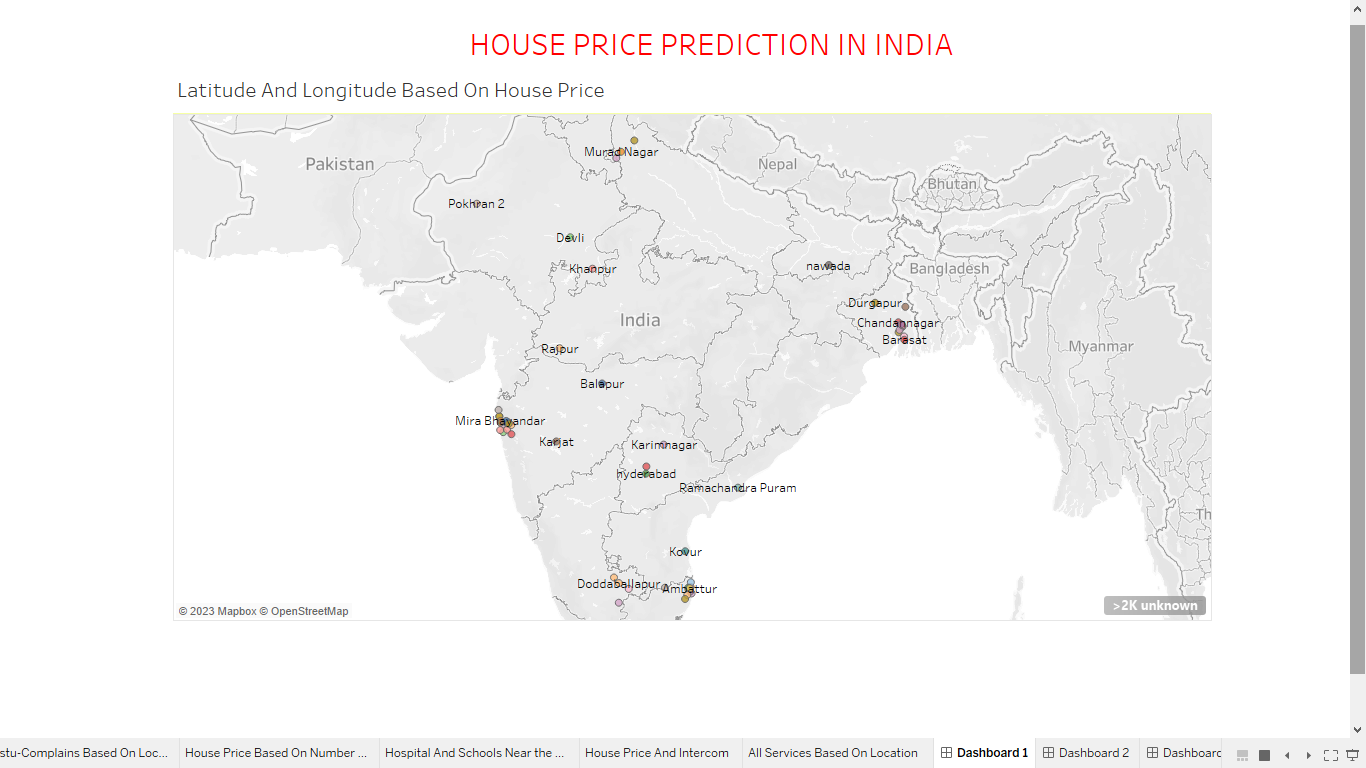 HOUSE PRICE PREDICTION IN INDIA
Latitude And Longitude Based On House Price
Pakistan
Murad Nagar
Nepal
Bhutan
Pokhran 2
Devli
Khanpur
nawada
Bangladesh
Durgapur
India
Chandannagar
Barasat
Myanmar
Rajpur
Balapur
Mira Bhayandar
Karjat
Karimnagar
hyderabad
Ramachandra Puram
Kovur
Doddaballapur
Ambattur
Th
© 2023 Mapbox © OpenStreetMap
>2K unknown
stu-Complains Based On Loc...
House Price Based On Number ...
Hospital And Schools Near the ...
House Price And Intercom
All Services Based On Location
Dashboard 1
Dashboard 2
Dashboard